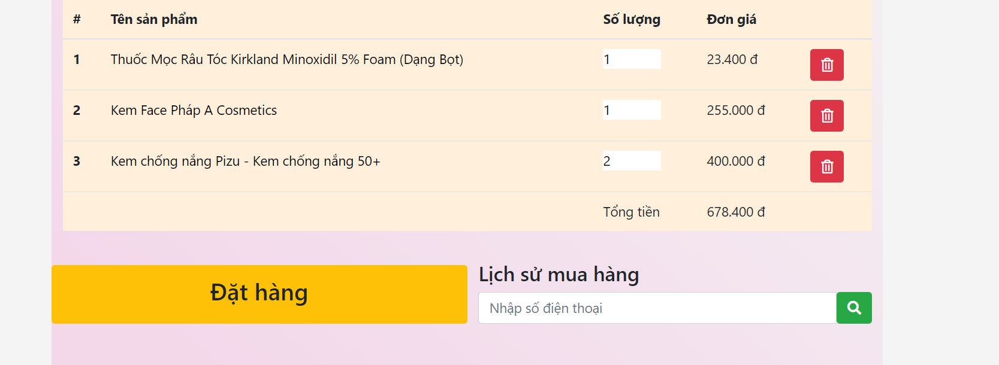 # Tên sản phẩm Số lượng Đơn giá
1 Thuốc Mọc Râu Tóc Kirkland Minoxidil 5% Foam (Dạng Bọt) 1 23.400 đ
2 Kem Face Pháp A Cosmetics 1 255.000 đ
3 Kem chống nắng Pizu - Kem chống nắng 50+ 2 400.000 đ
Tổng tiền 678.400 đ
Đặt hàng
Lịch sử mua hàng
Nhập số điện thoại